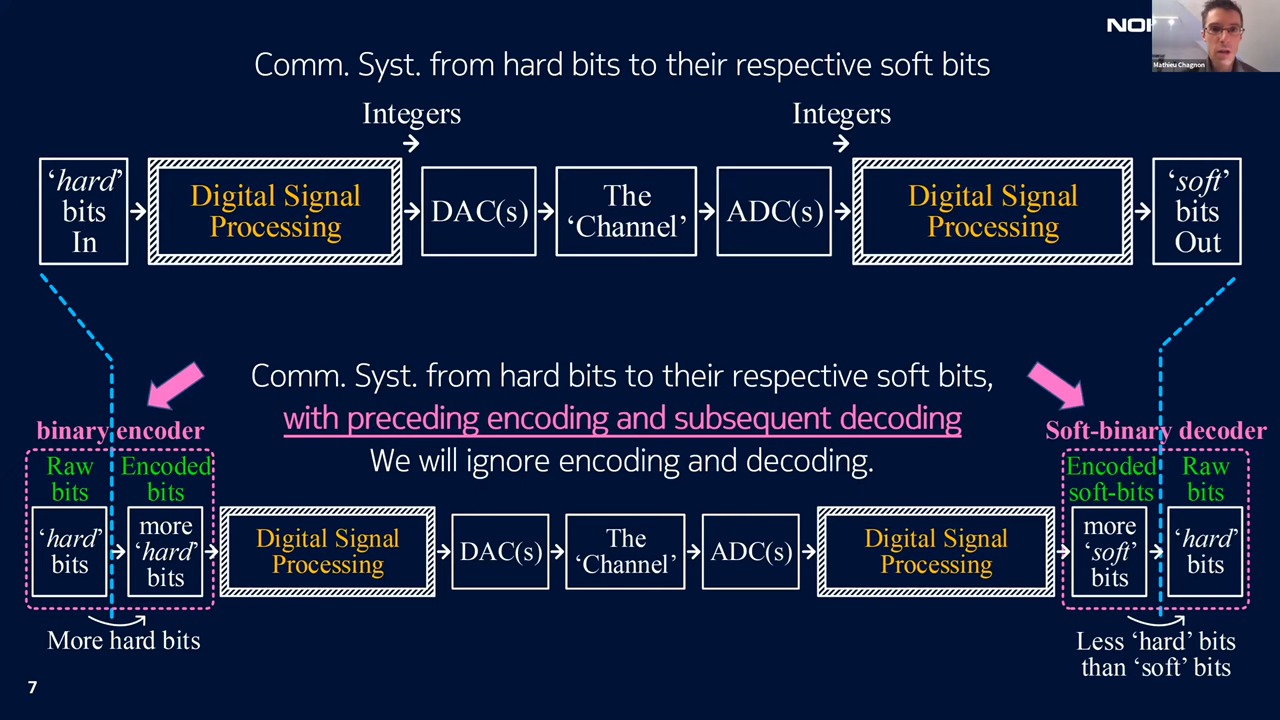 NOK
Mathieu Chagnon
Comm. Syst. from hard bits to their respective soft bits
Integers
Integers
‘hard’
bits
In
Digital Signal
Processing
DAC(s)
The
‘Channel’
ADC(s)
Digital Signal
Processing
‘soft’
bits
Out
Comm. Syst. from hard bits to their respective soft bits,
with preceding encoding and subsequent decoding
We will ignore encoding and decoding.
binary encoder
Raw
bits
Encoded
bits
‘hard’
bits
more
‘hard’
bits
More hard bits
Digital Signal
Processing
DAC(s)
The
‘Channel’
ADC(s)
Digital Signal
Processing
Soft-binary decoder
Encoded
soft-bits
Raw
bits
more
‘soft’
bits
‘hard’
bits
Less ‘hard’ bits
than ‘soft’ bits
7